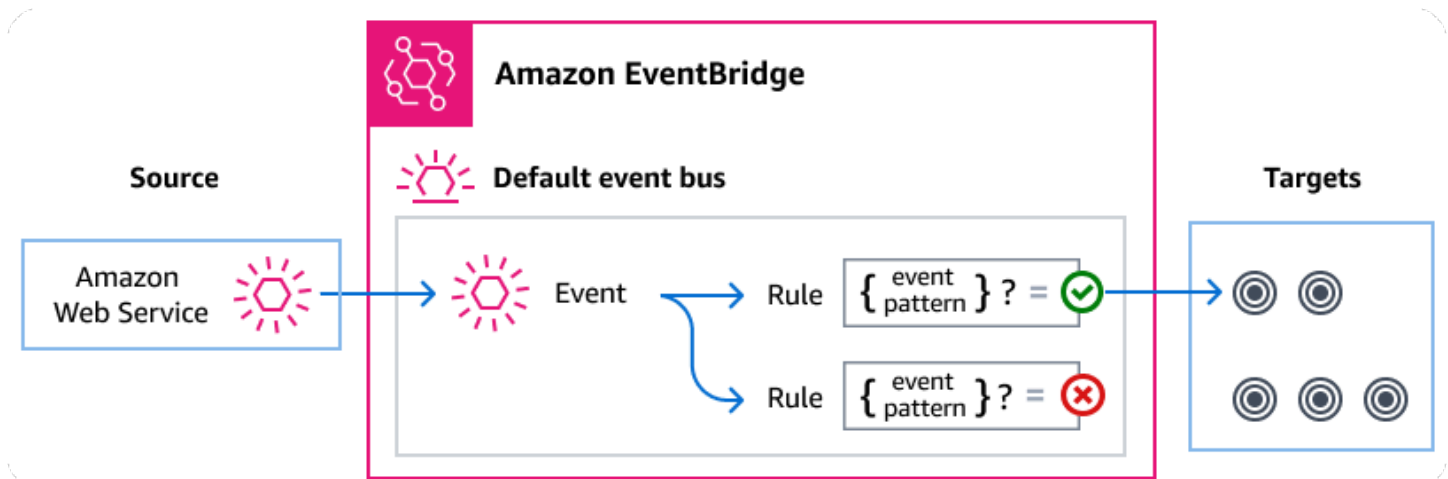 Amazon EventBridge
Source
Default event bus
Targets
Amazon
Web Service
Event
Rule
{ event
pattern } ? =
Rule
{ event
pattern } ? =